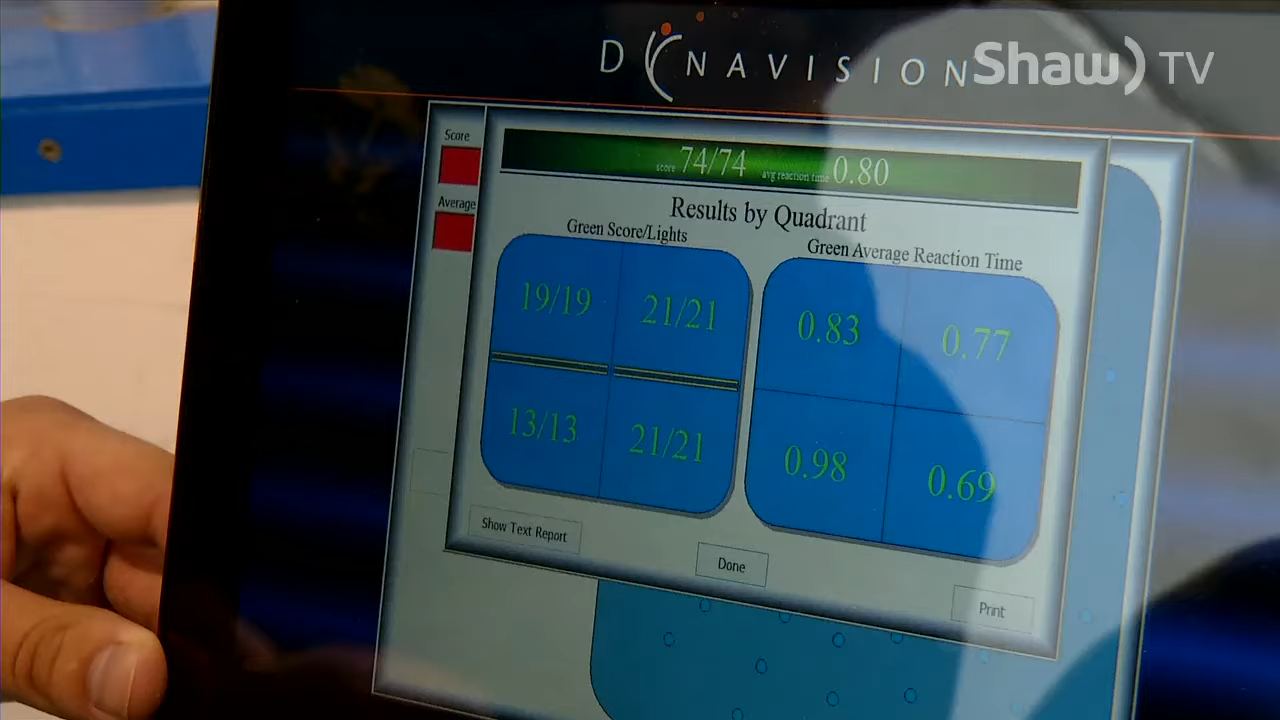 DYNAVISION
Shaw) TV
Score
Average
score 74/74 avg reaction time 0.80
Results by Quadrant
Green Score/Lights
Green Average Reaction Time
19/19 21/21
13/13 21/21
0.83 0.77
0.98 0.69
Show Text Report
Done
Print